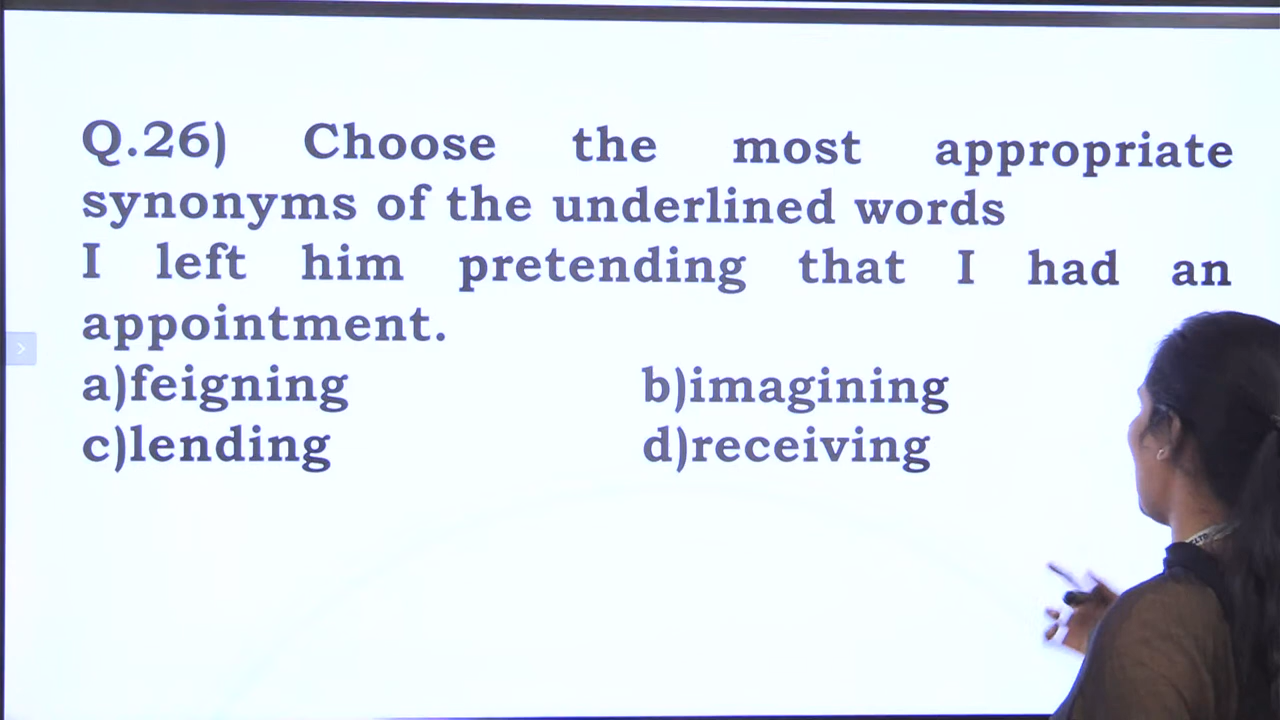 Q.26) Choose the most appropriate
synonyms of the underlined words
I left him pretending that I had an
appointment.
a)feigning b)imagining
c)lending d)receiving